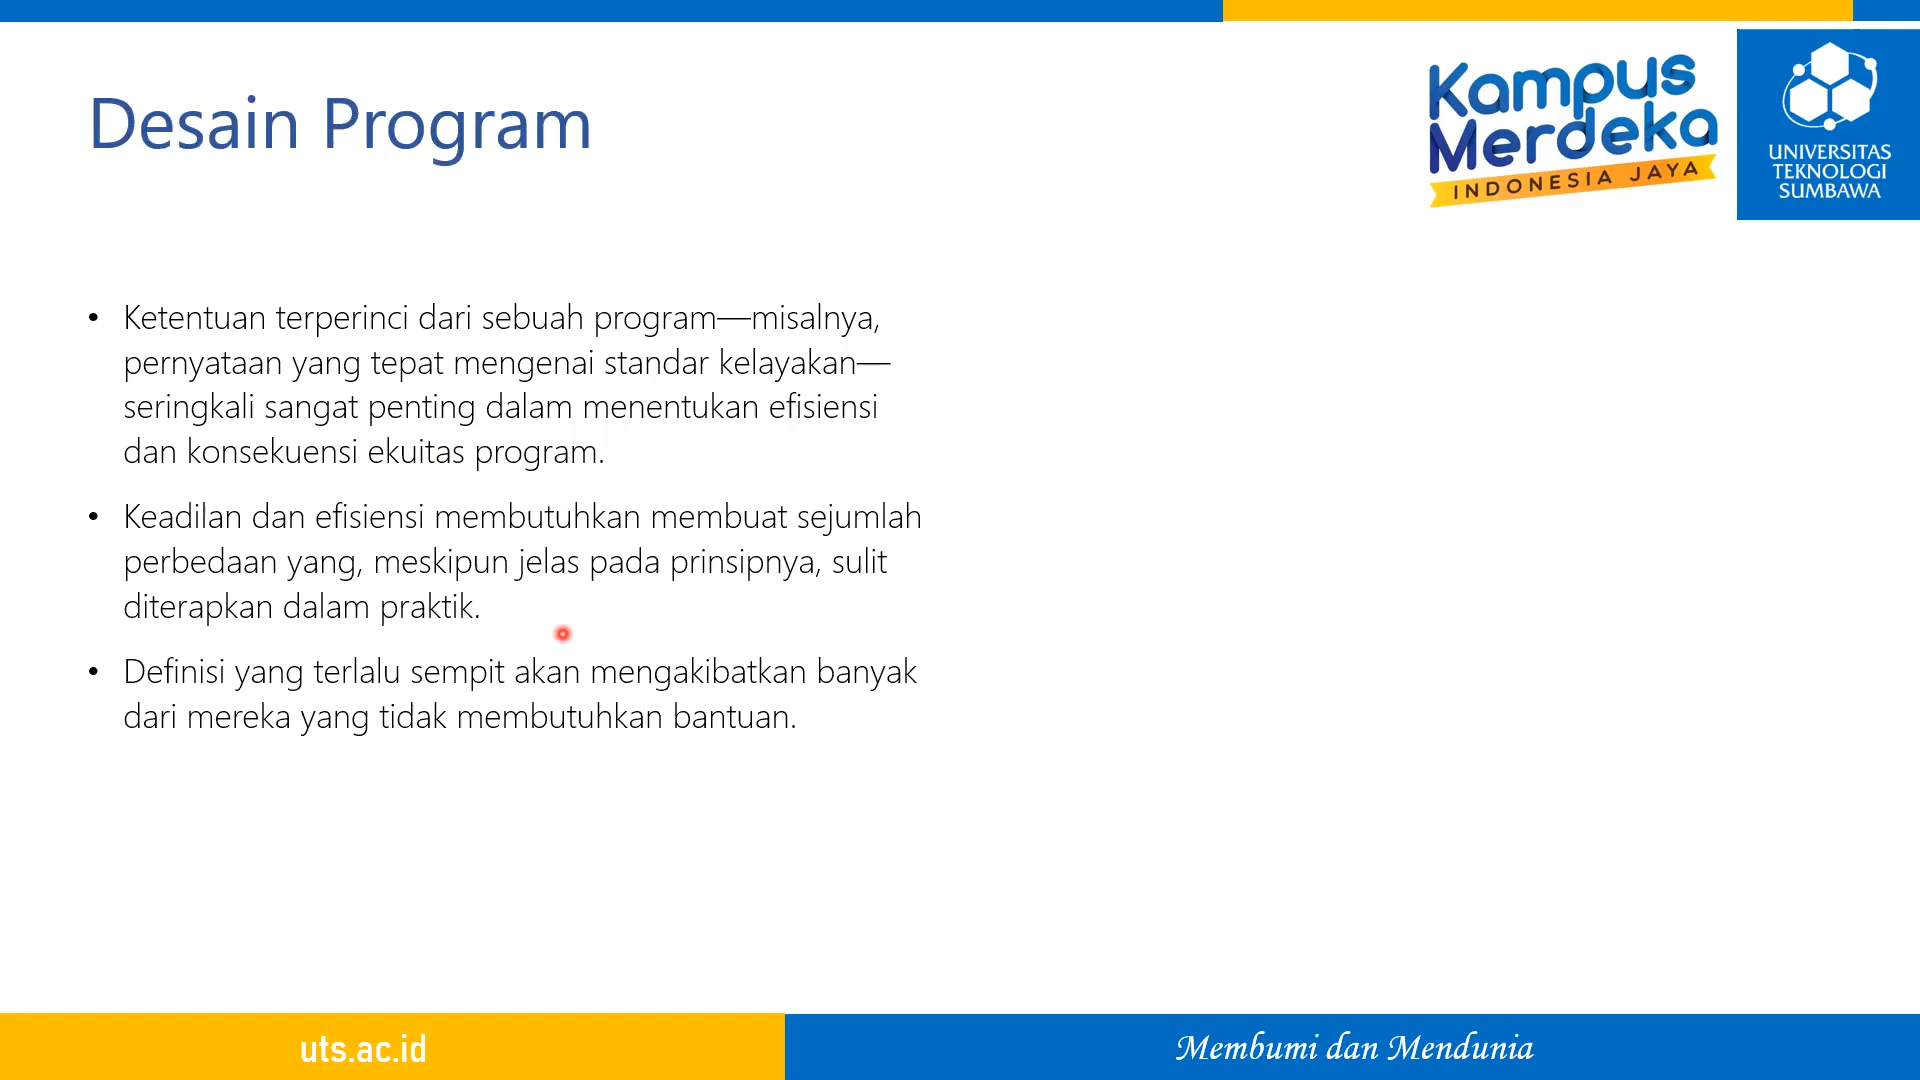 Desain Program
Kampus
Merdeka
INDONESIA JAYA
UNIVERSITAS
TEKNOLOGI
SUMBAWA
• Ketentuan terperinci dari sebuah program—misalnya,
pernyataan yang tepat mengenai standar kelayakan—
seringkali sangat penting dalam menentukan efisiensi
dan konsekuensi ekuitas program.
• Keadilan dan efisiensi membutuhkan membuat sejumlah
perbedaan yang, meskipun jelas pada prinsipnya, sulit
diterapkan dalam praktik.
• Definisi yang terlalu sempit akan mengakibatkan banyak
dari mereka yang tidak membutuhkan bantuan.
uts.ac.id
Membumi dan Mendunia